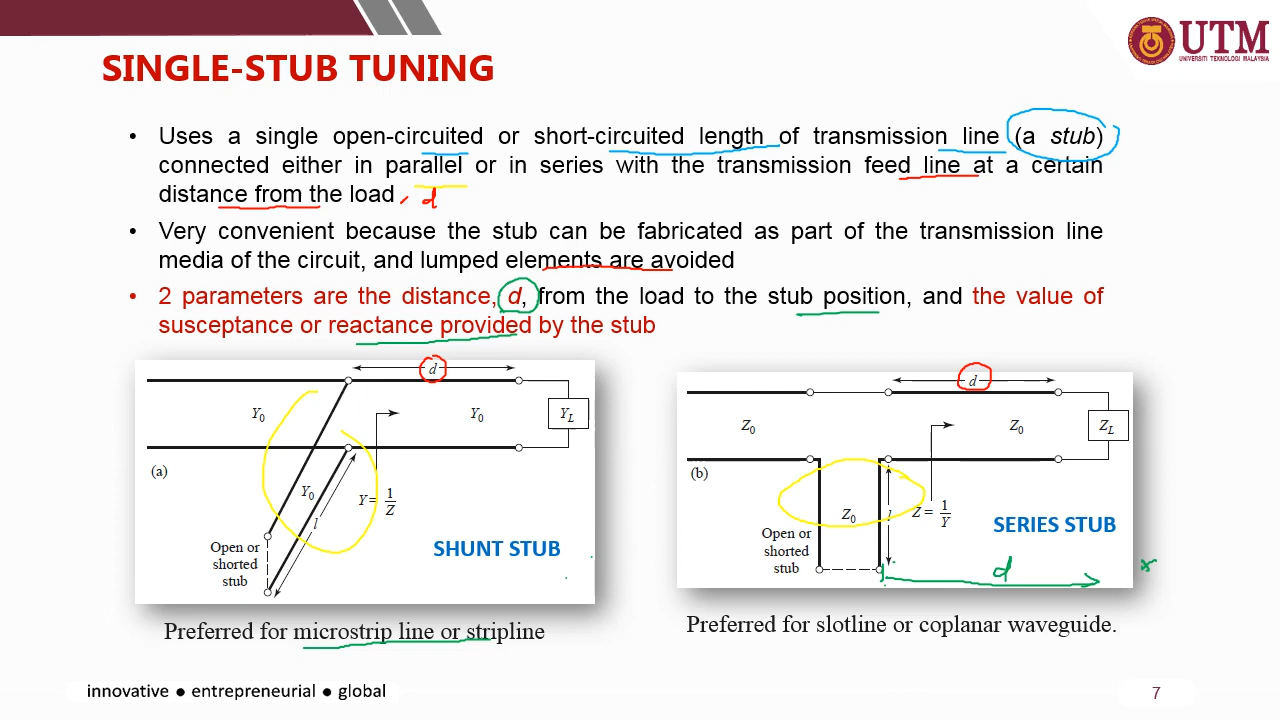 UTM
UNIVERSITI TEKNOLOGI MALAYSIA
SINGLE-STUB TUNING
• Uses a single open-circuited or short-circuited length of transmission line (a stub)
connected either in parallel or in series with the transmission feed line at a certain
distance from the load , d
• Very convenient because the stub can be fabricated as part of the transmission line
media of the circuit, and lumped elements are avoided
• 2 parameters are the distance, d, from the load to the stub position, and the value of
susceptance or reactance provided by the stub
d
Y0
Y0
YL
(a)
Y0
l
Y = 1/Z
Open or
shorted
stub
SHUNT STUB
Preferred for microstrip line or stripline
d
Z0
Z0
ZL
(b)
Z0
l
Z = 1/Y
Open or
shorted
stub
SERIES STUB
d
Preferred for slotline or coplanar waveguide.
innovative ● entrepreneurial ● global
7